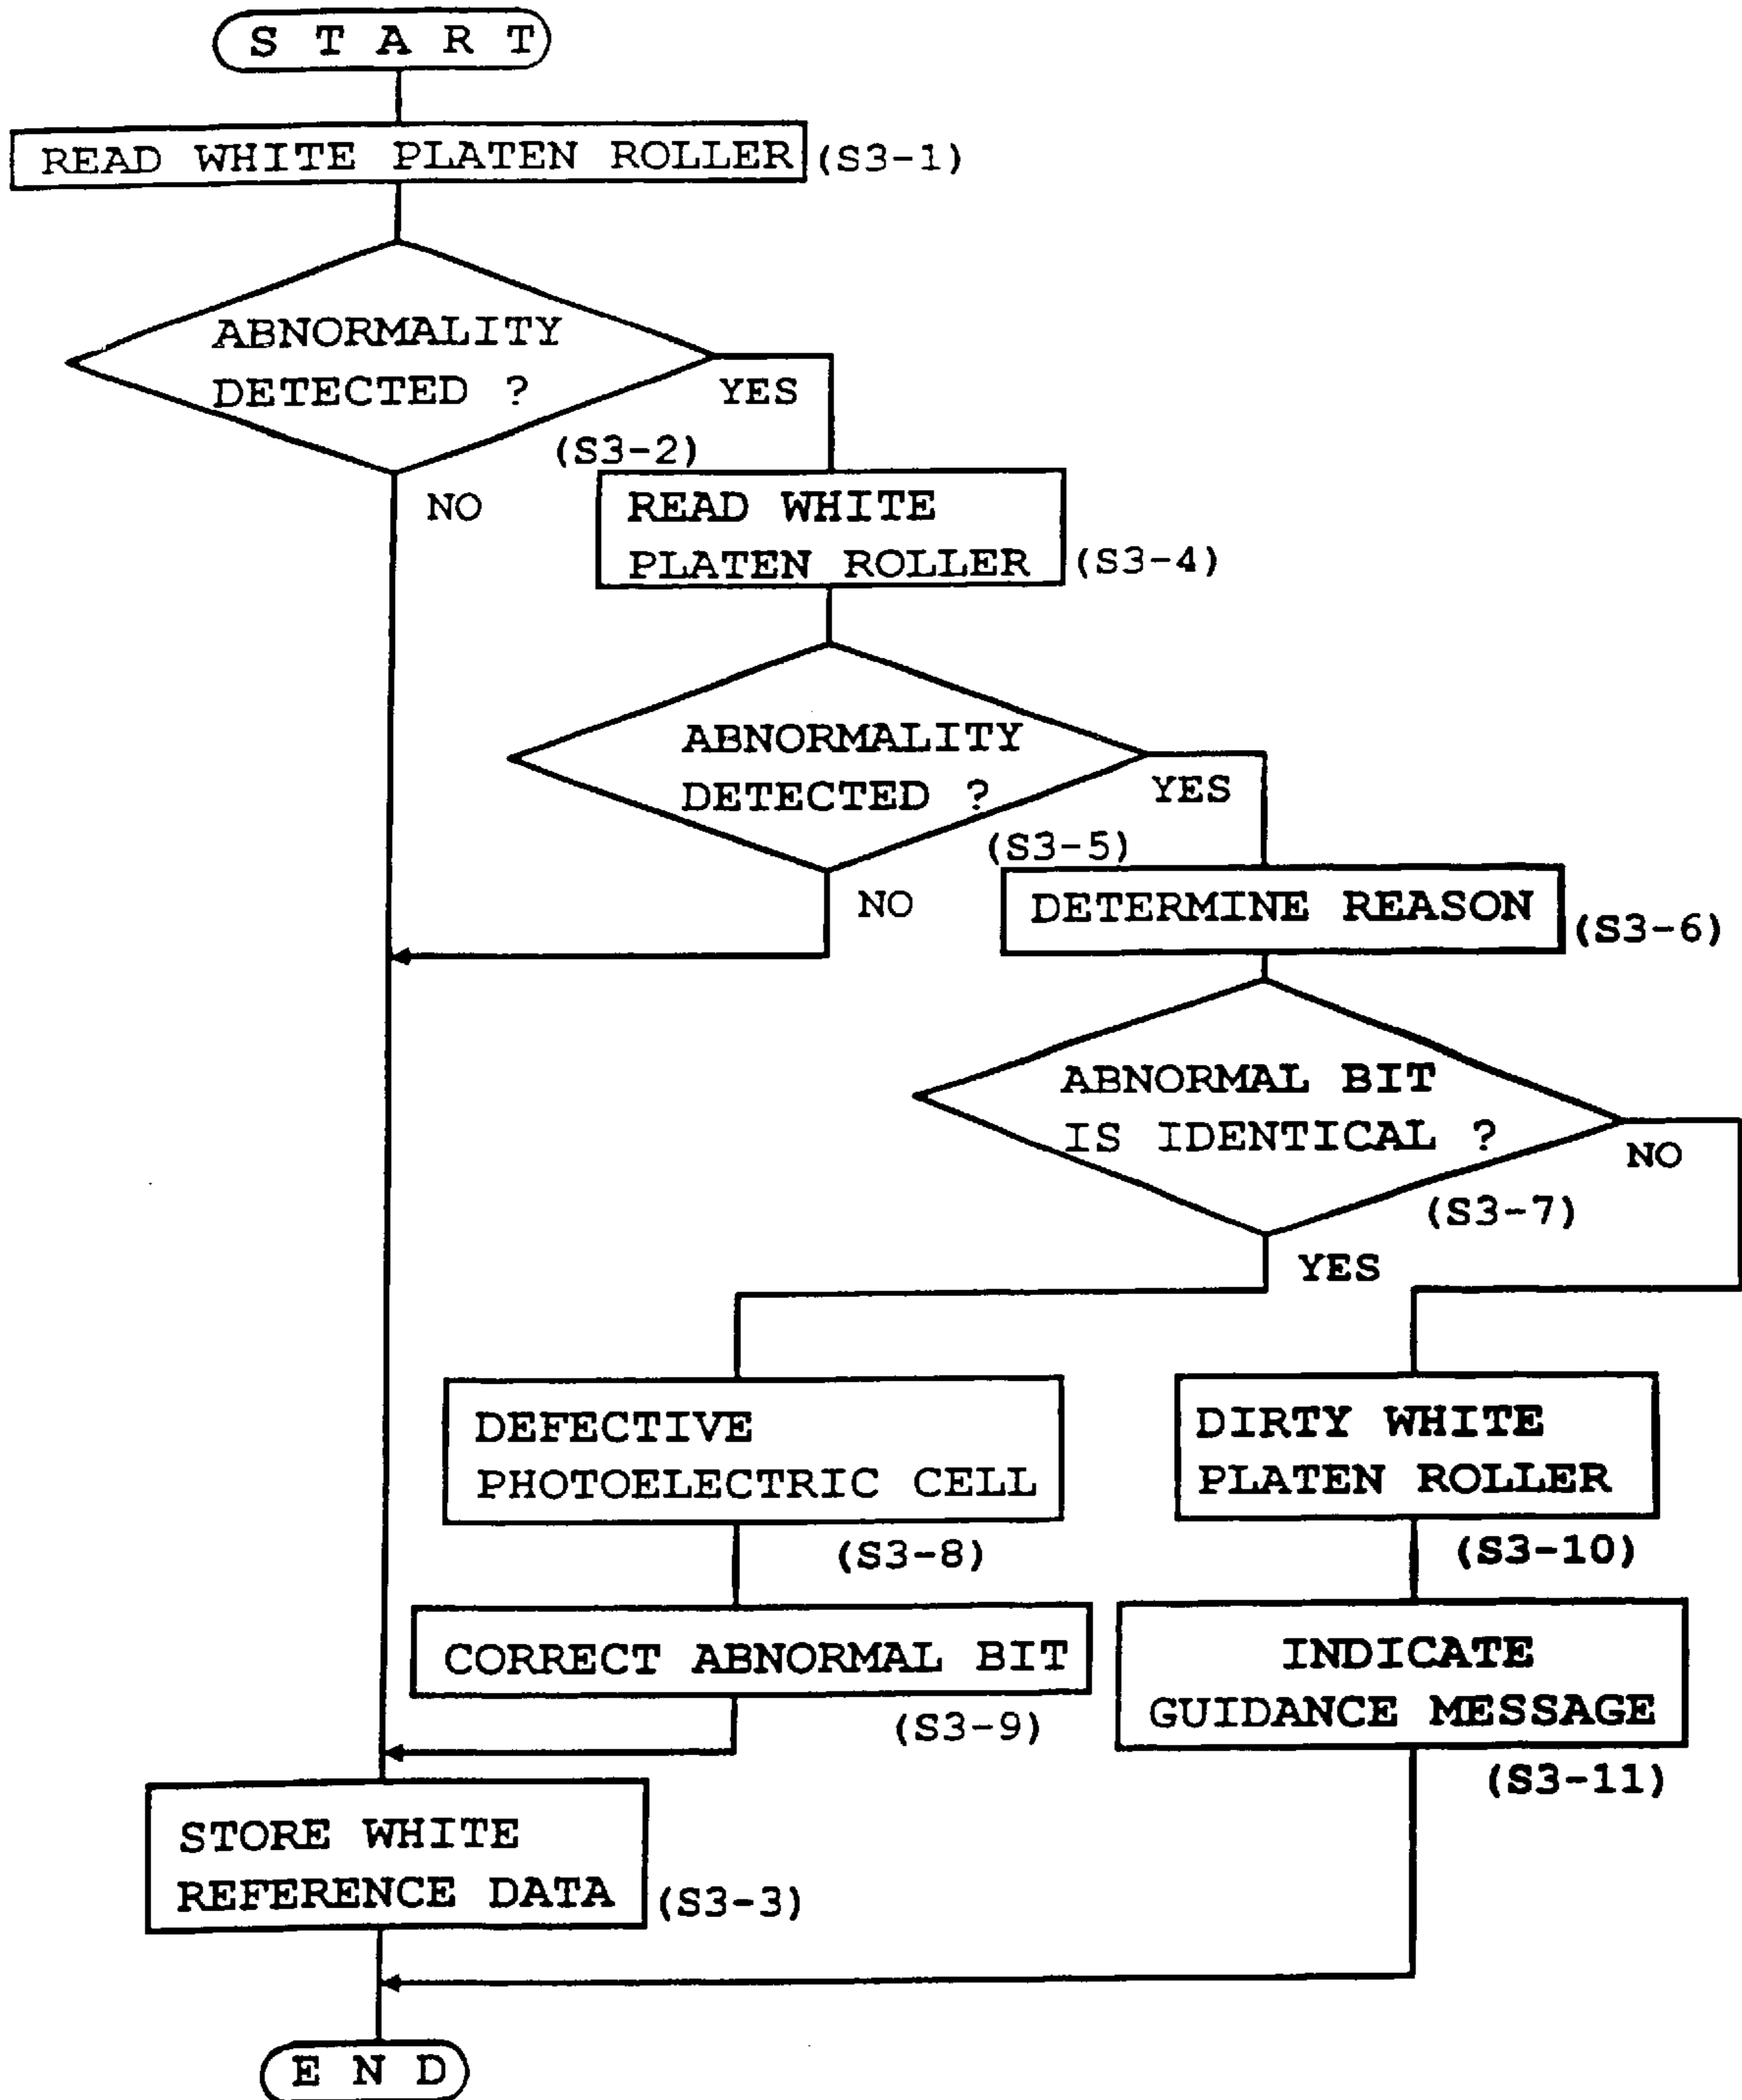 START
READ WHITE PLATEN ROLLER (S3-1)
ABNORMALITY
DETECTED ?
YES
(S3-2)
NO
READ WHITE
PLATEN ROLLER (S3-4)
ABNORMALITY
DETECTED ?
YES
(S3-5)
NO
DETERMINE REASON (S3-6)
ABNORMAL BIT
IS IDENTICAL ?
NO
(S3-7)
YES
DEFECTIVE
PHOTOELECTRIC CELL
(S3-8)
DIRTY WHITE
PLATEN ROLLER
(S3-10)
CORRECT ABNORMAL BIT
(S3-9)
INDICATE
GUIDANCE MESSAGE
(S3-11)
STORE WHITE
REFERENCE DATA (S3-3)
END